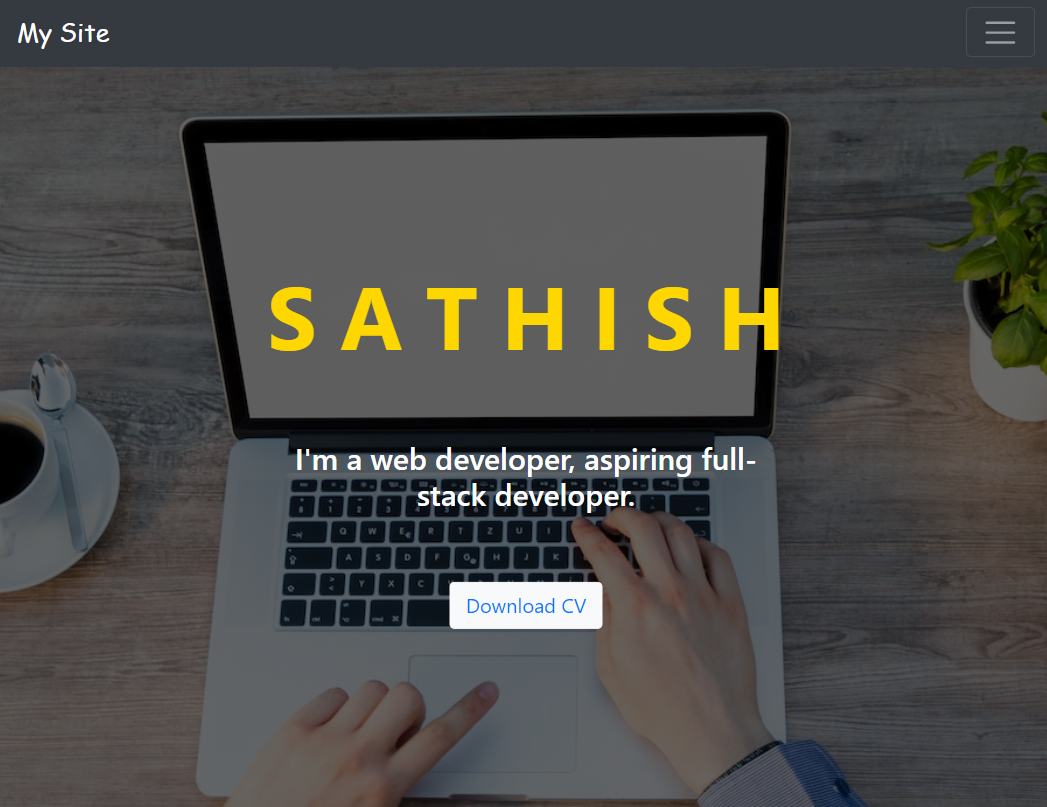 My Site
S A T H I S H
I'm a web developer, aspiring full-
stack developer.
Download CV